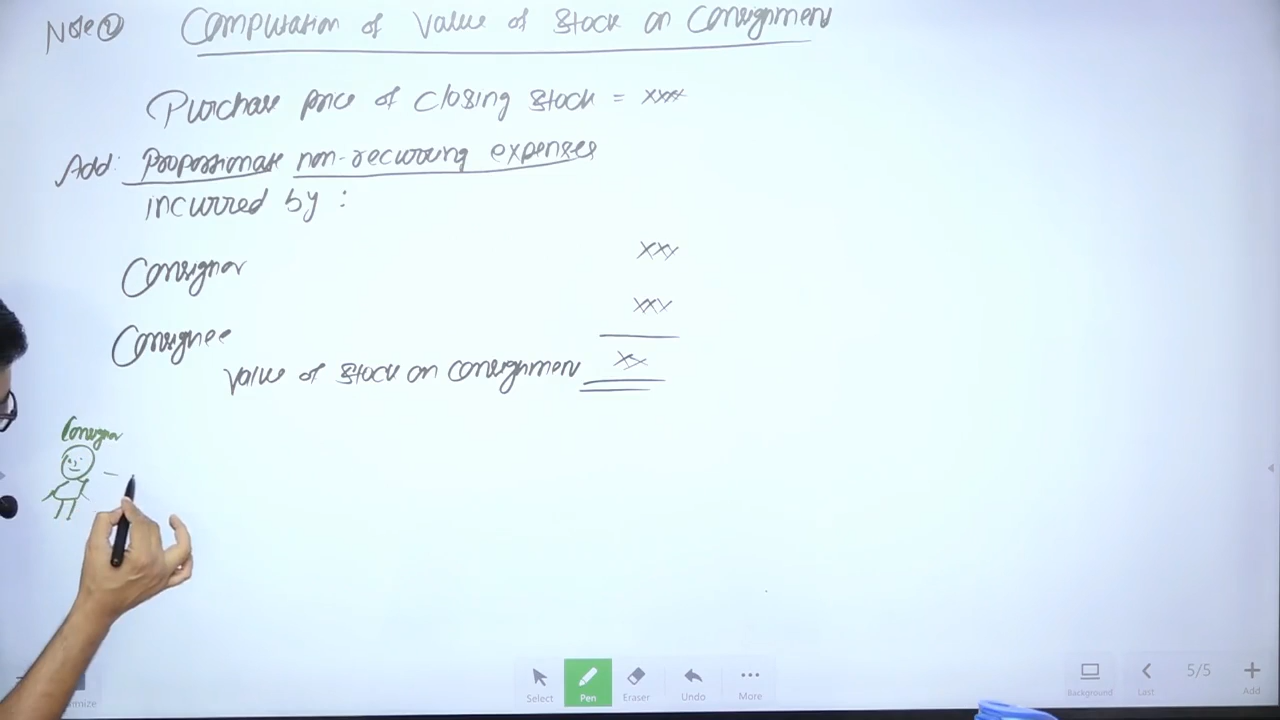 Note 2 Computation of Value of Stock on Consignment
Purchase price of Closing Stock = xxxx
Add: Proportionate non-recurring expenses
incurred by :
Consignor xxx
Consignee xxx
Value of Stock on Consignment xx
Consignor
Select
Pen
Eraser
Undo
More
Background
Last
5/5
Add